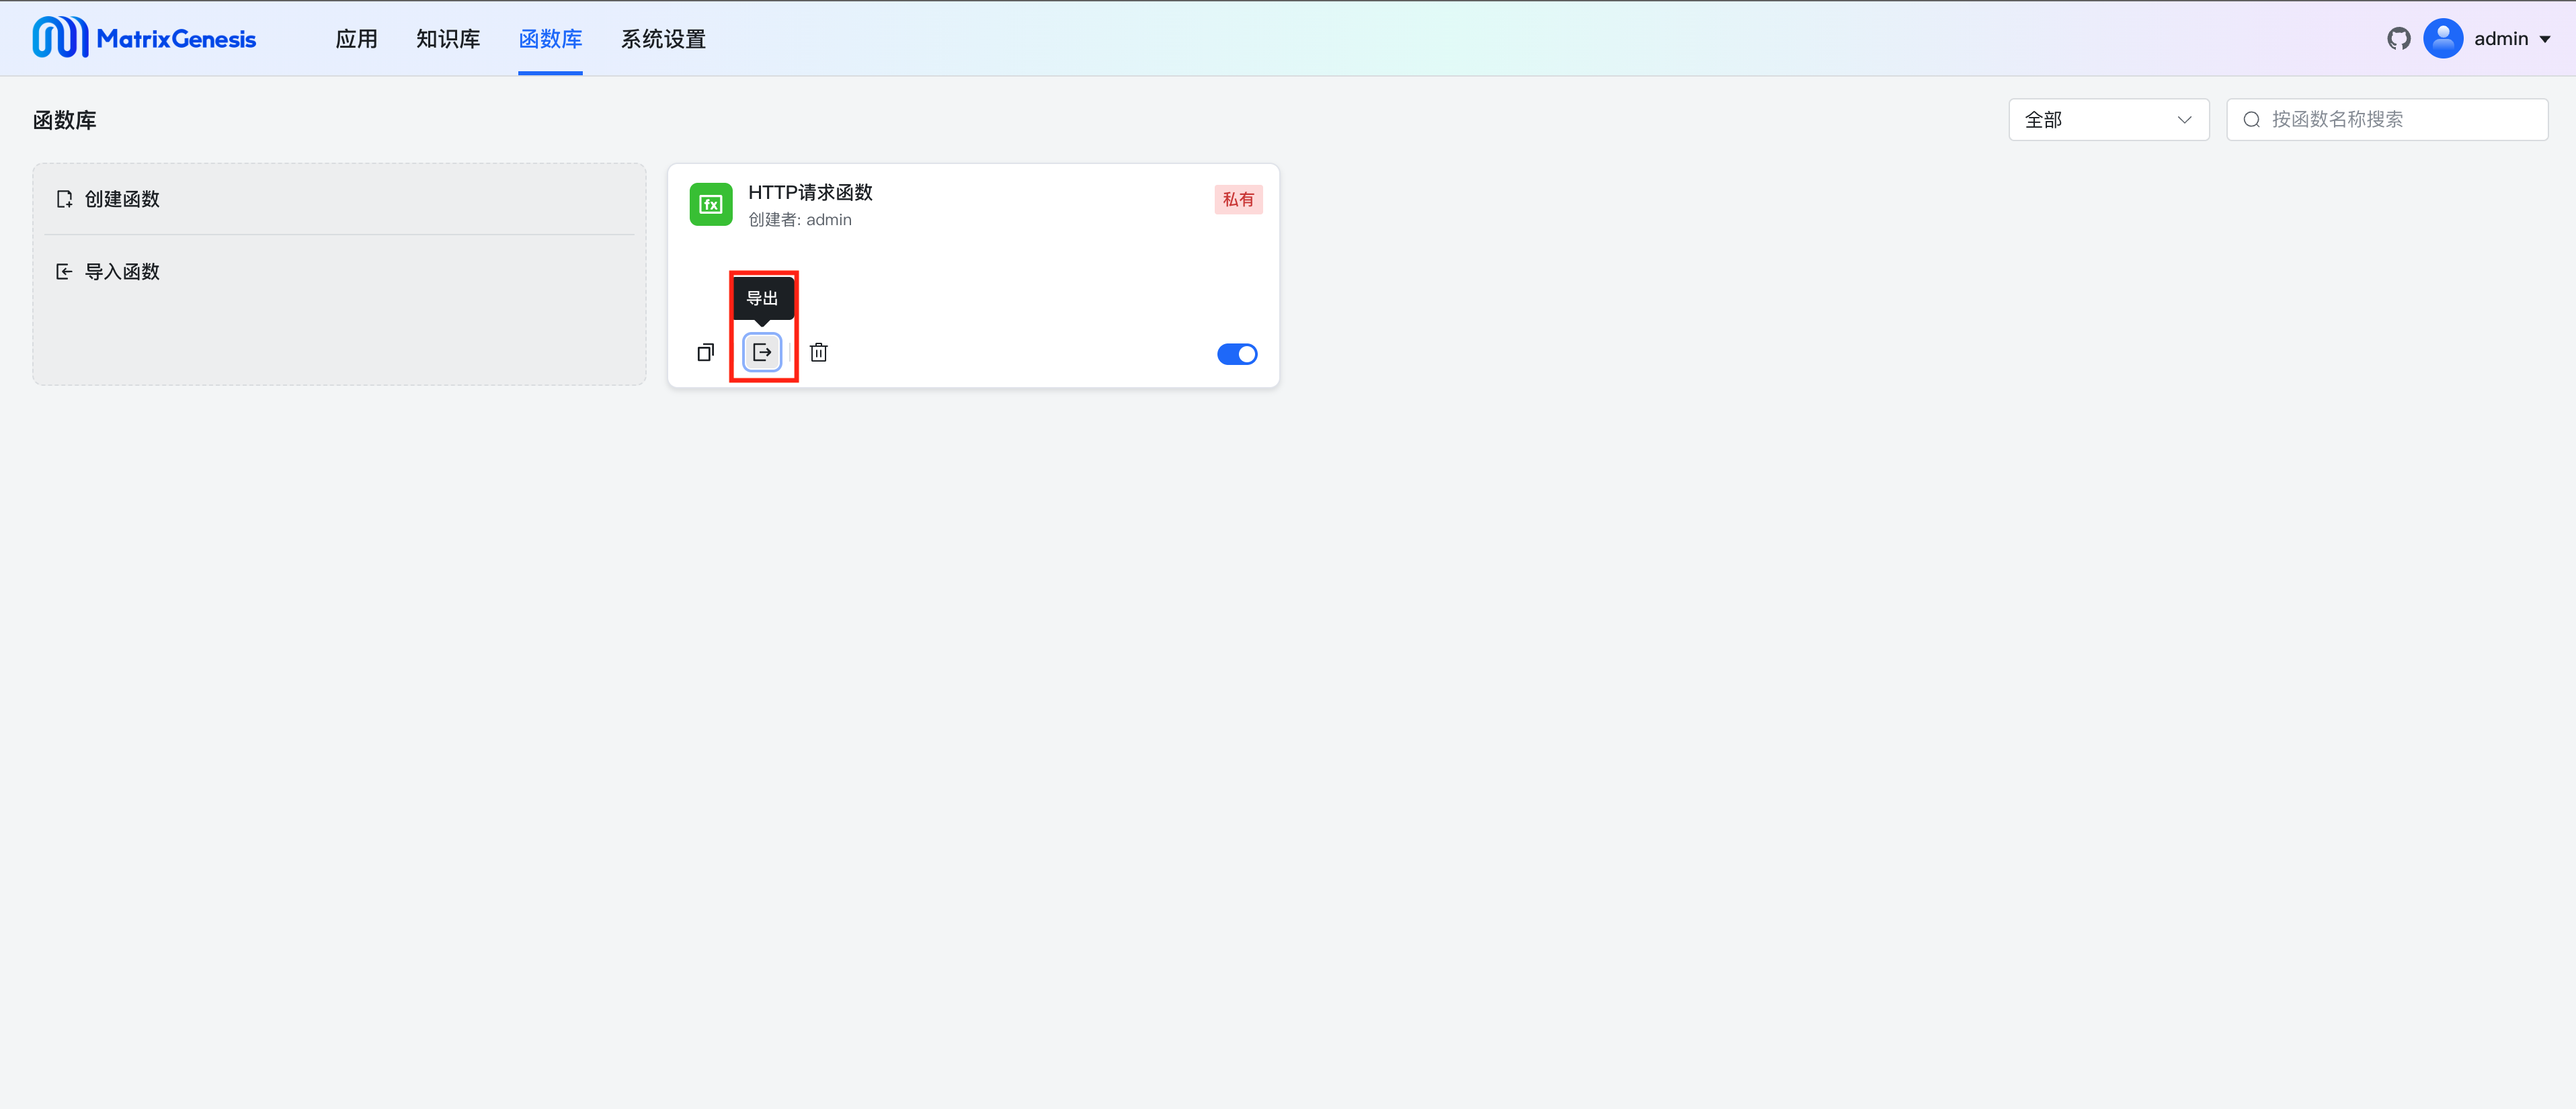 MatrixGenesis
应用
知识库
函数库
系统设置
admin
函数库
全部
按函数名称搜索
创建函数
导入函数
fx
HTTP请求函数
创建者: admin
私有
导出